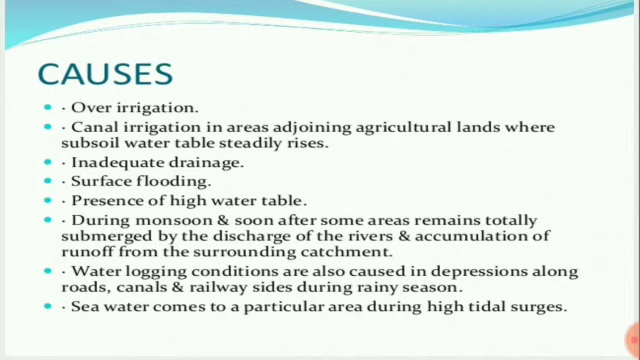 CAUSES
• · Over irrigation.
• · Canal irrigation in areas adjoining agricultural lands where
subsoil water table steadily rises.
• · Inadequate drainage.
• · Surface flooding.
• · Presence of high water table.
• · During monsoon & soon after some areas remains totally
submerged by the discharge of the rivers & accumulation of
runoff from the surrounding catchment.
• · Water logging conditions are also caused in depressions along
roads, canals & railway sides during rainy season.
• · Sea water comes to a particular area during high tidal surges.